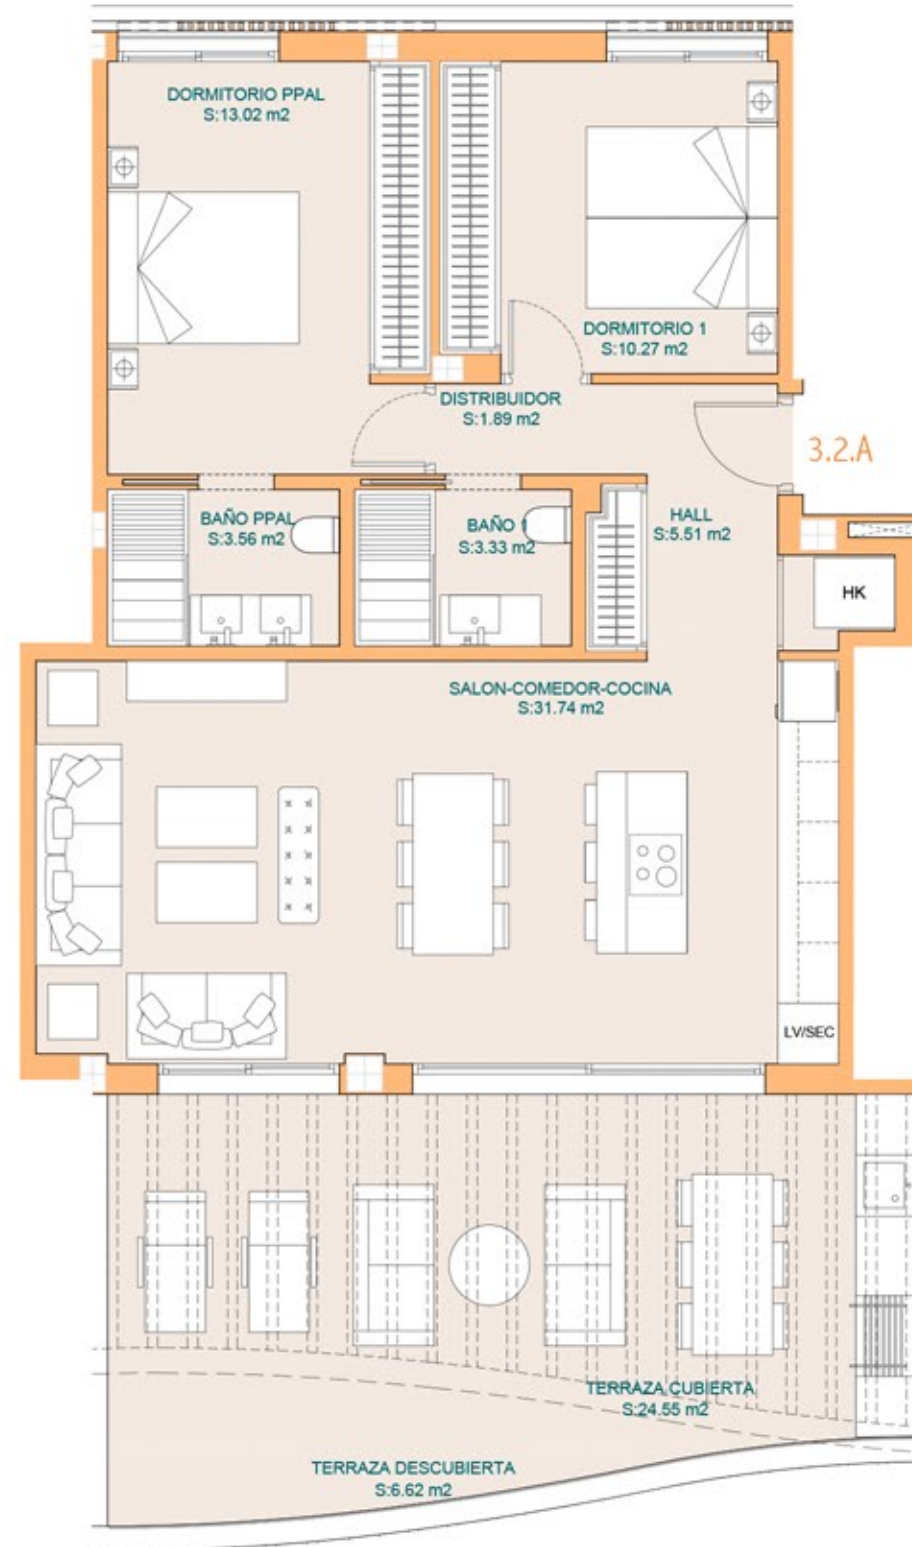 DORMITORIO PPAL
S:13.02 m2
DORMITORIO 1
S:10.27 m2
DISTRIBUIDOR
S:1.89 m2
3.2.A
BAÑO PPAL
S:3.56 m2
BAÑO 1
S:3.33 m2
HALL
S:5.51 m2
HK
SALON-COMEDOR-COCINA
S:31.74 m2
LV/SEC
TERRAZA CUBIERTA
S:24.55 m2
TERRAZA DESCUBIERTA
S:6.62 m2